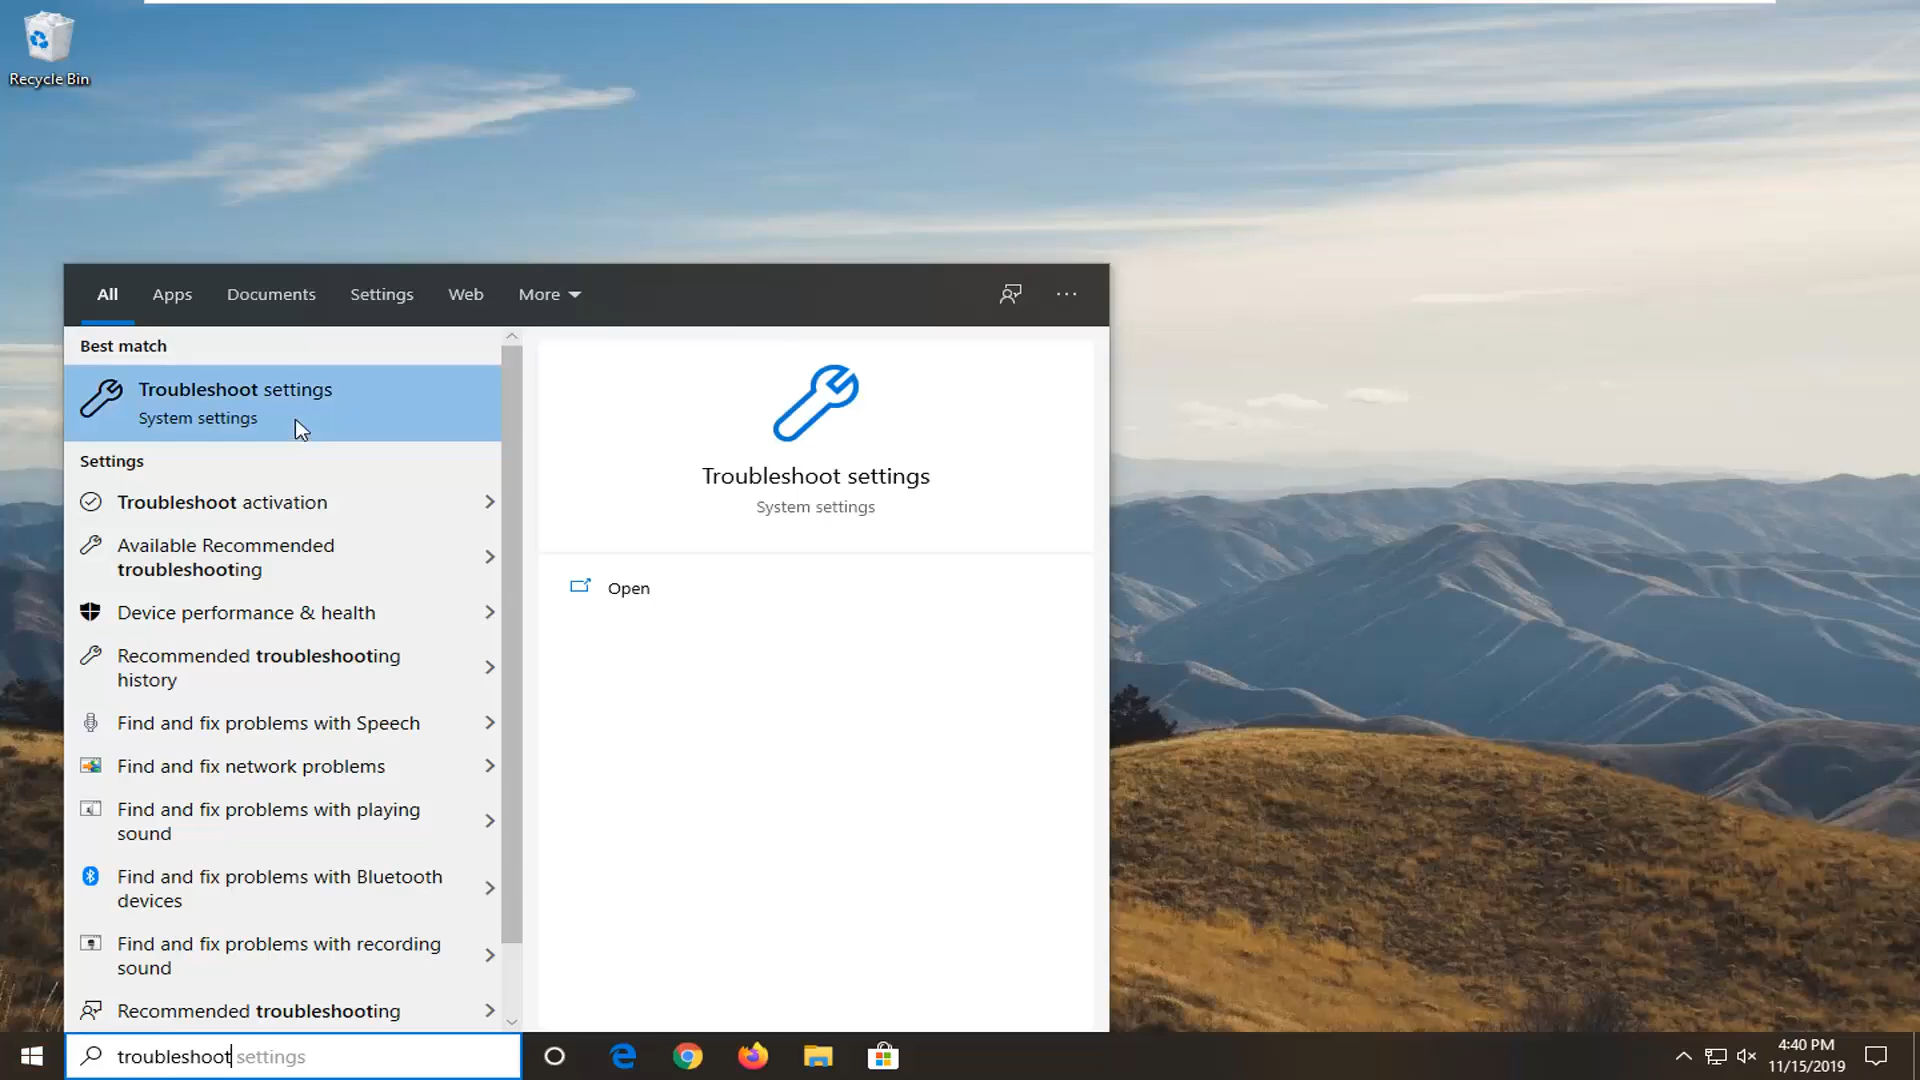 Recycle Bin
All Apps Documents Settings Web More
Best match
Troubleshoot settings
System settings
Settings
Troubleshoot activation
Available Recommended
troubleshooting
Device performance & health
Recommended troubleshooting
history
Find and fix problems with Speech
Find and fix network problems
Find and fix problems with playing
sound
Find and fix problems with Bluetooth
devices
Find and fix problems with recording
sound
Recommended troubleshooting
Troubleshoot settings
System settings
Open
troubleshoot settings
4:40 PM
11/15/2019